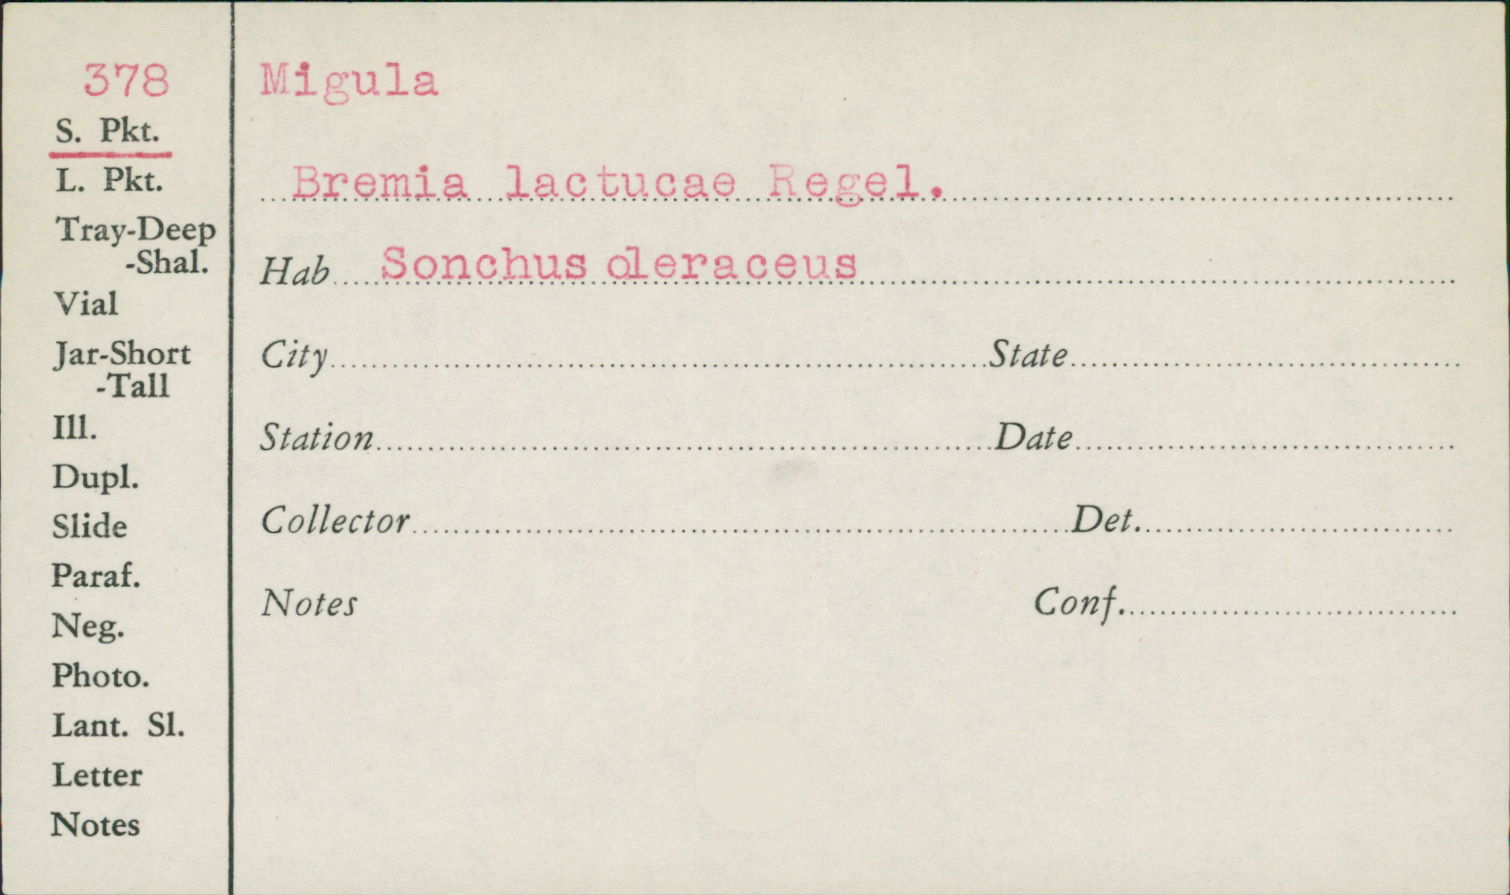 378
S. Pkt.
L. Pkt.
Tray-Deep
-Shal.
Vial
Jar-Short
-Tall
Ill.
Dupl.
Slide
Paraf.
Neg.
Photo.
Lant. Sl.
Letter
Notes
Migula
Bremia lactucae Regel.
Hab Sonchus oleraceus
City State
Station Date
Collector Det.
Notes Conf.